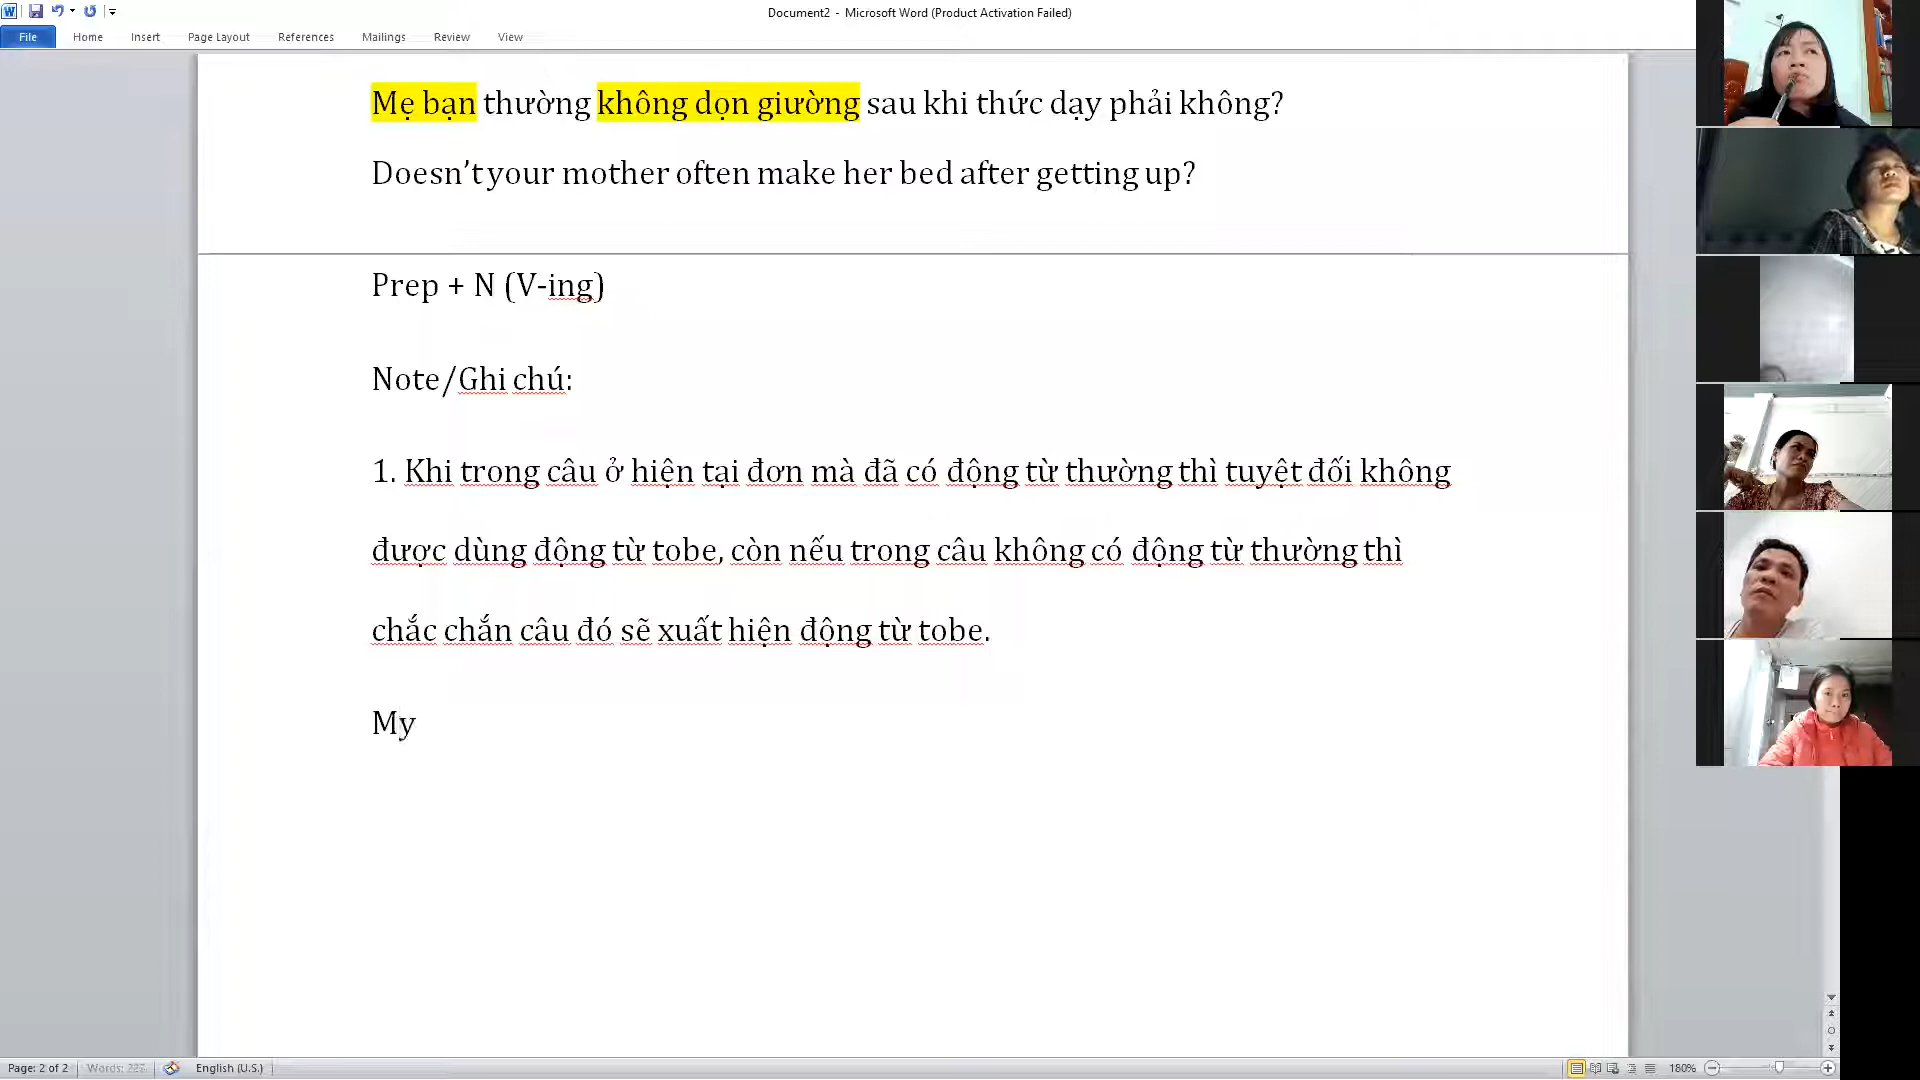 Document2 - Microsoft Word (Product Activation Failed)
File Home Insert Page Layout References Mailings Review View
Mẹ bạn thường không dọn giường sau khi thức dạy phải không?
Doesn’t your mother often make her bed after getting up?
Prep + N (V-ing)
Note/Ghi chú:
1. Khi trong câu ở hiện tại đơn mà đã có động từ thường thì tuyệt đối không
được dùng động từ tobe, còn nếu trong câu không có động từ thường thì
chắc chắn câu đó sẽ xuất hiện động từ tobe.
My
Page: 2 of 2 Words: 227 English (U.S.) 180%